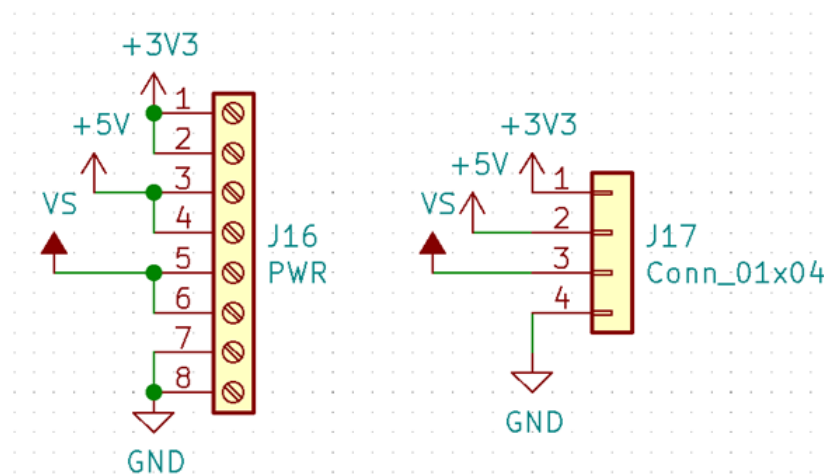 +3V3
1
2
+5V
3
4
VS
5
6
7
8
GND
J16
PWR
+3V3
1
+5V
2
VS
3
4
GND
J17
Conn_01x04